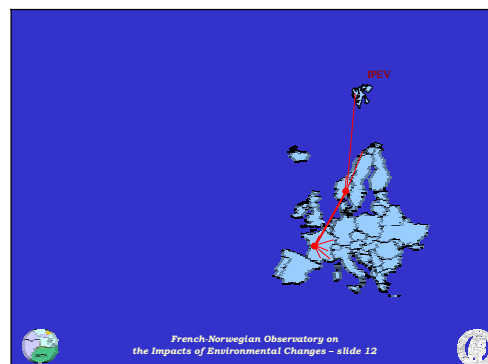 IPEV
French-Norwegian Observatory on
the Impacts of Environmental Changes – slide 12